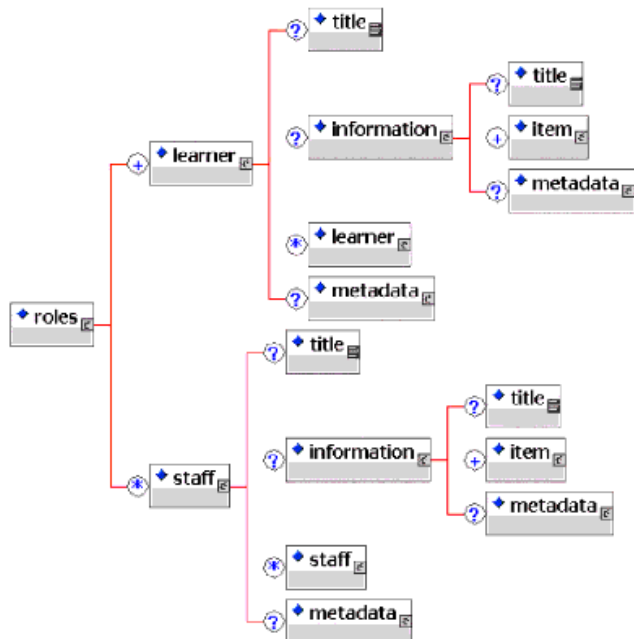 title
? title
? information
+ item
+ learner
? metadata
* learner
? metadata
roles
title
?
title
?
? information
+ item
* staff
? metadata
* staff
? metadata